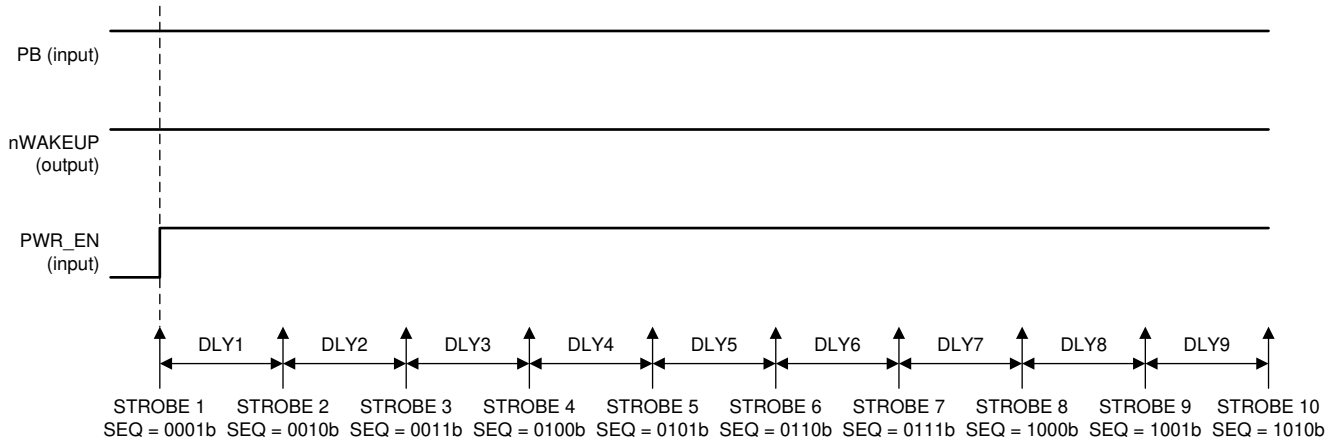 PB (input)
nWAKEUP
(output)
PWR_EN
(input)
DLY1 DLY2 DLY3 DLY4 DLY5 DLY6 DLY7 DLY8 DLY9
STROBE 1 STROBE 2 STROBE 3 STROBE 4 STROBE 5 STROBE 6 STROBE 7 STROBE 8 STROBE 9 STROBE 10
SEQ = 0001b SEQ = 0010b SEQ = 0011b SEQ = 0100b SEQ = 0101b SEQ = 0110b SEQ = 0111b SEQ = 1000b SEQ = 1001b SEQ = 1010b